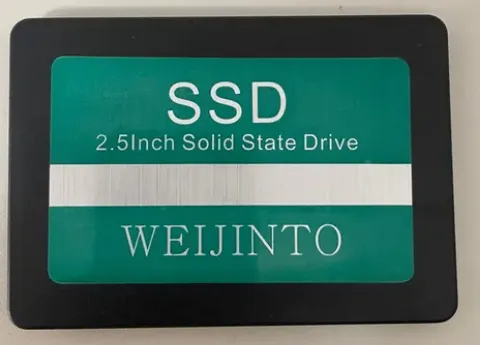 SSD
2.5Inch Solid State Drive
WEIJINTO